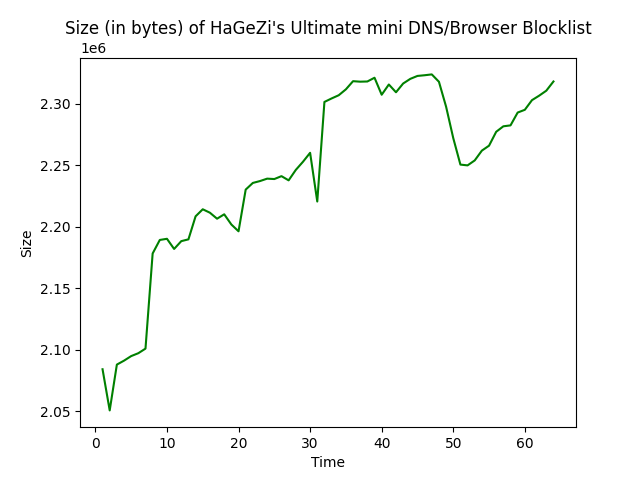 Size (in bytes) of HaGeZi's Ultimate mini DNS/Browser Blocklist
1e6
2.30
2.25
2.20
2.15
2.10
2.05
Size
0 10 20 30 40 50 60
Time